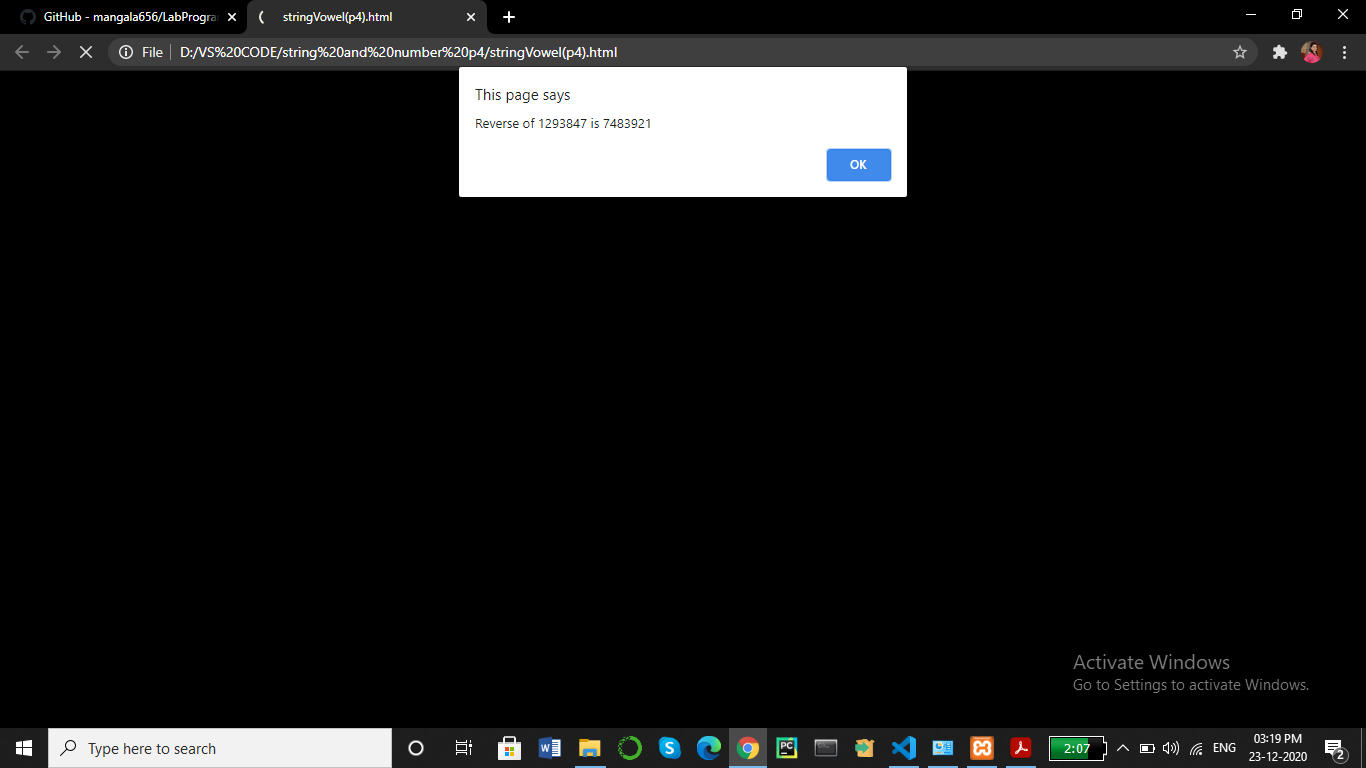 GitHub - mangala656/LabProgra
stringVowel(p4).html
File
D:/VS%20CODE/string%20and%20number%20p4/stringVowel(p4).html
This page says
Reverse of 1293847 is 7483921
OK
Activate Windows
Go to Settings to activate Windows.
Type here to search
W
S
PC
2:07
ENG
03:19 PM
23-12-2020
2